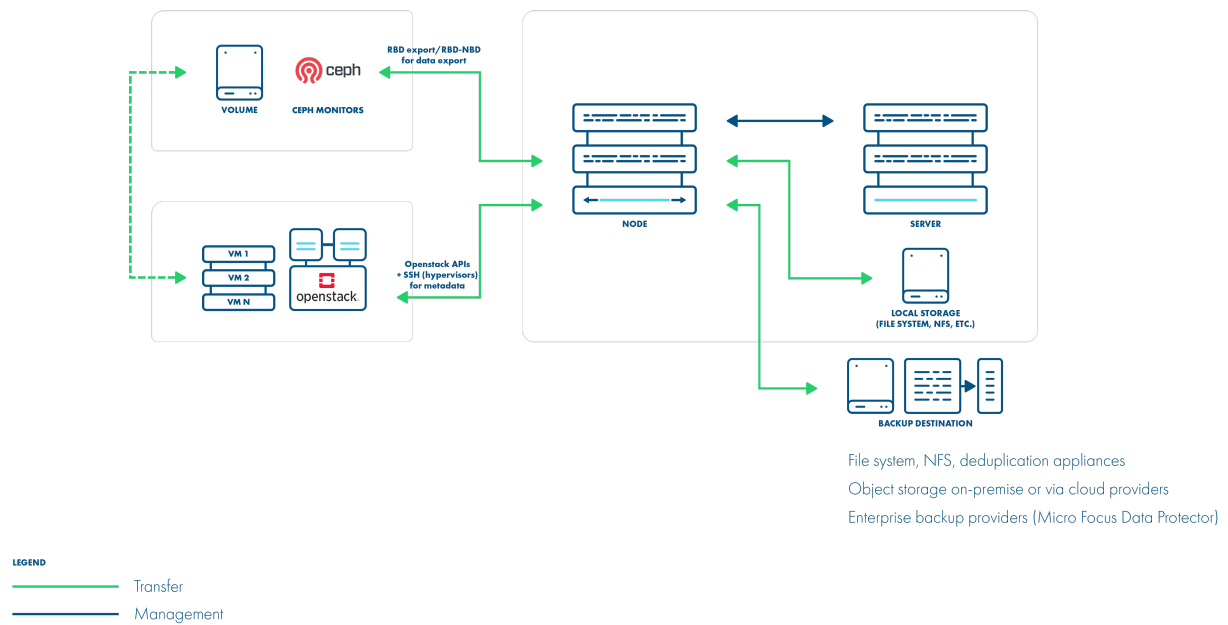 RBD export/RBD-NBD
for data export
ceph
VOLUME
CEPH MONITORS
NODE
SERVER
VM 1
VM 2
VM N
openstack.
Openstack APIs
+ SSH (hypervisors)
for metadata
LOCAL STORAGE
(FILE SYSTEM, NFS, ETC.)
BACKUP DESTINATION
File system, NFS, deduplication appliances
Object storage on-premise or via cloud providers
Enterprise backup providers (Micro Focus Data Protector)
LEGEND
Transfer
Management